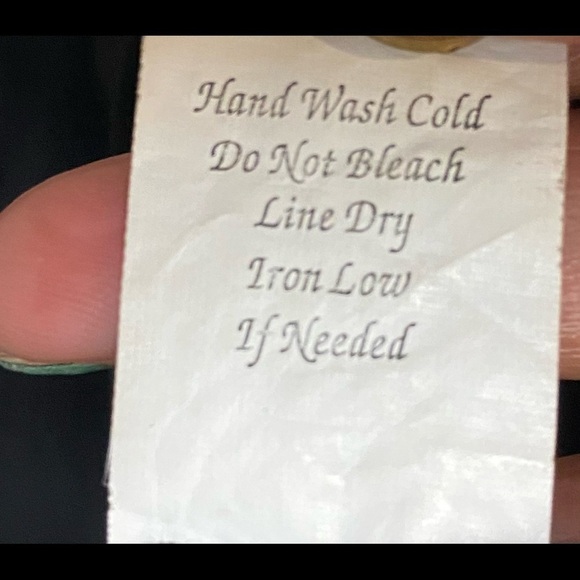 Hand Wash Cold
Do Not Bleach
Line Dry
Iron Low
If Needed